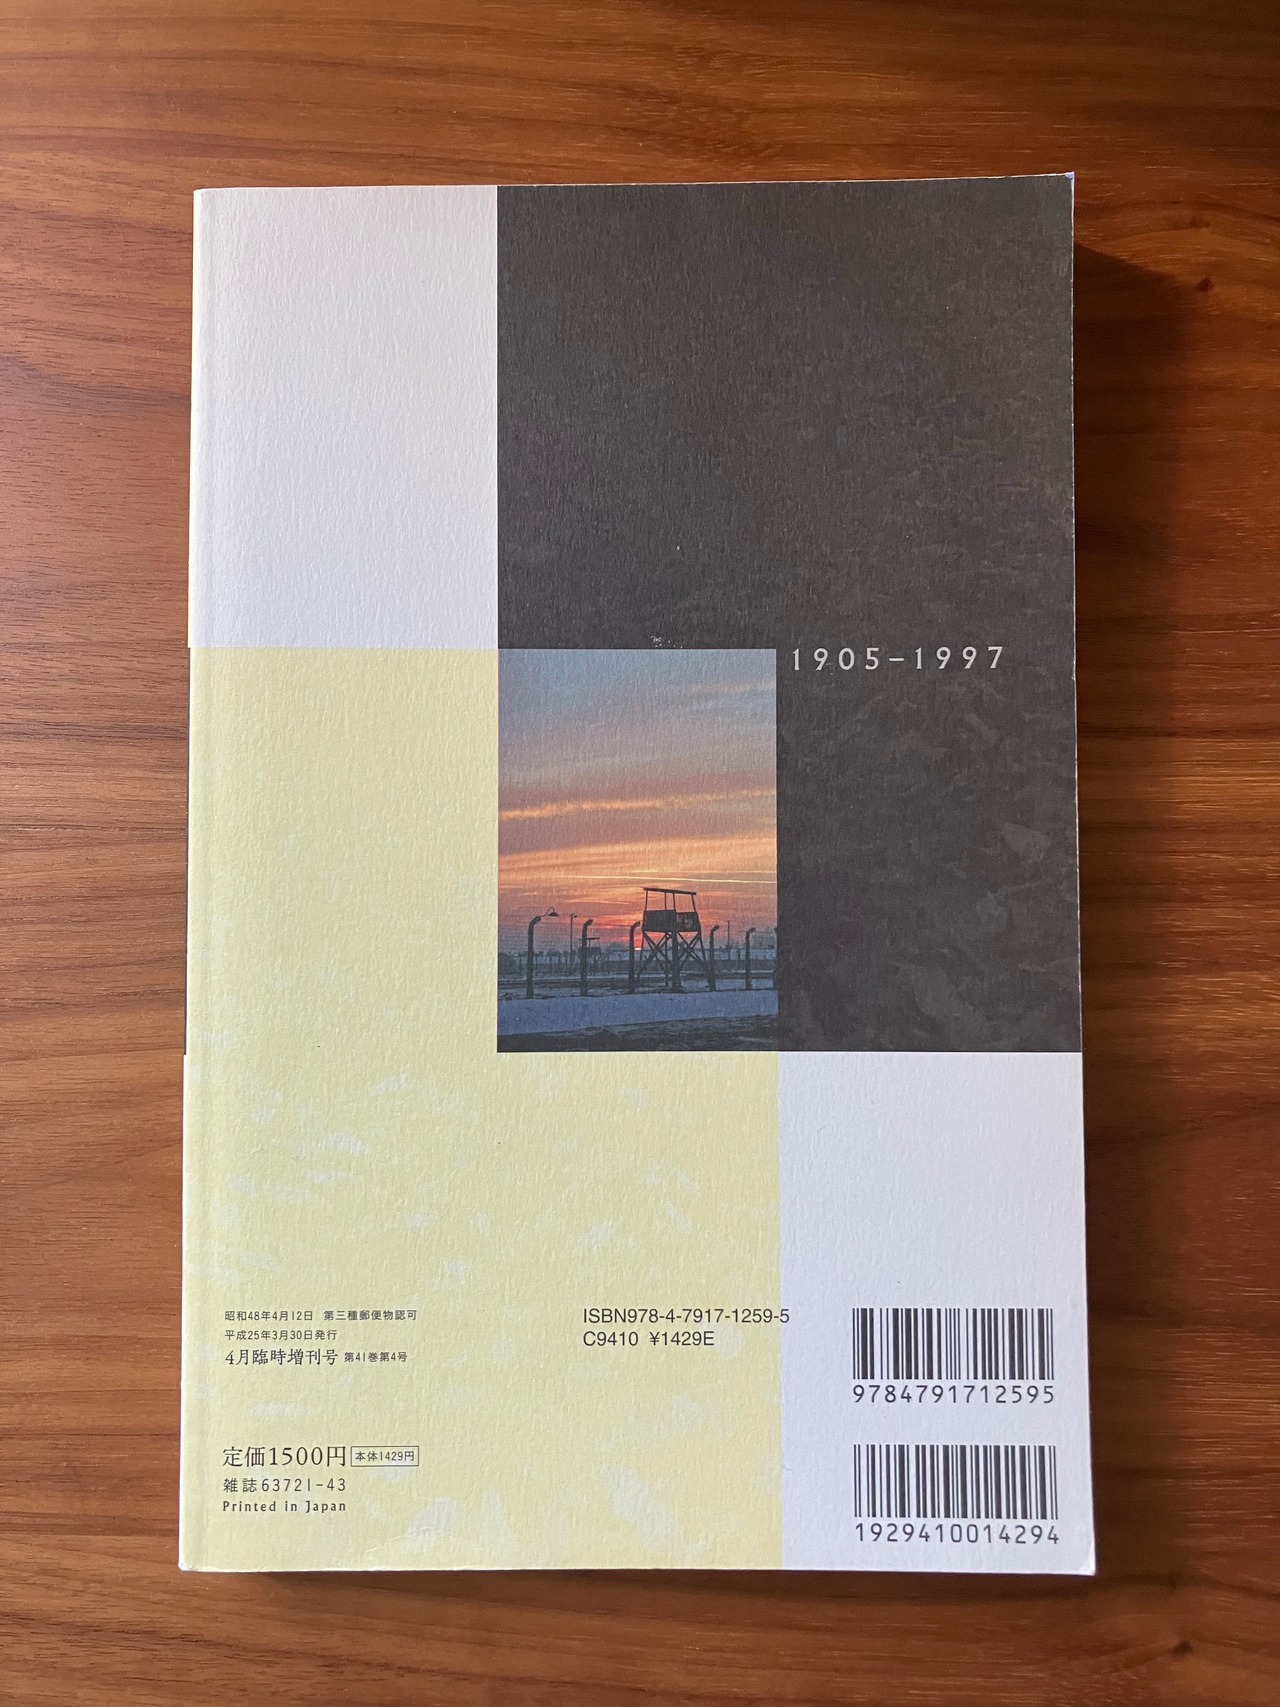 1905–1997
昭和48年4月12日 第三種郵便物認可
平成25年3月30日発行
4月臨時増刊号 第41巻第4号
定価1500円 本体1429円
雑誌63721-43
Printed in Japan
ISBN978-4-7917-1259-5
C9410 ¥1429E
9784791712595
1929410014294